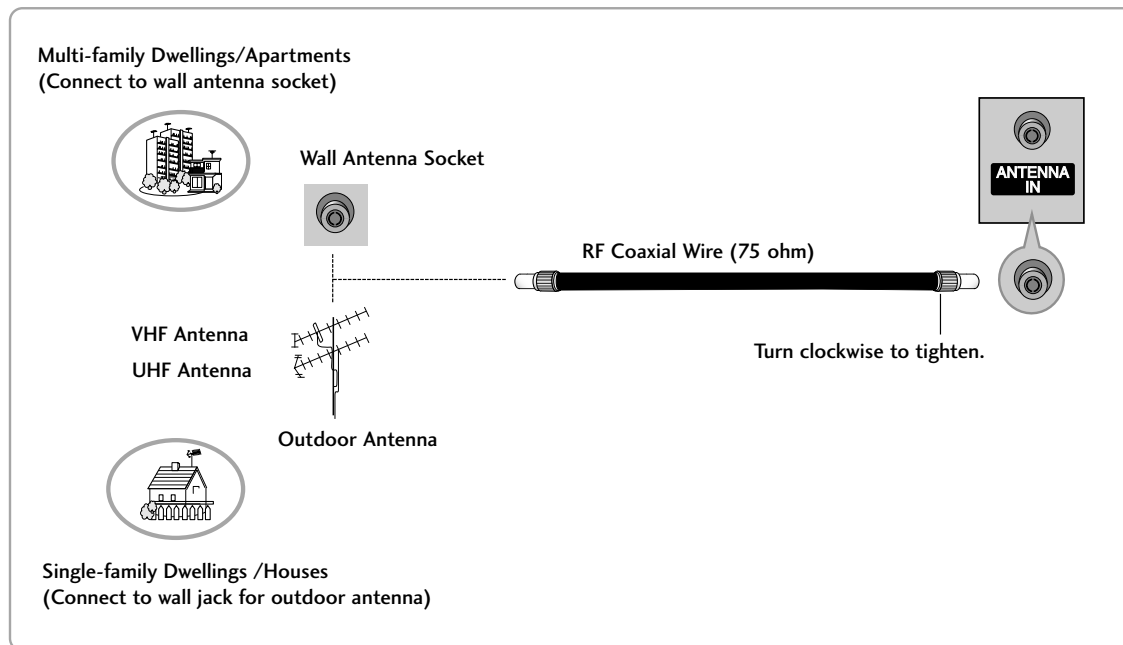 Multi-family Dwellings/Apartments
(Connect to wall antenna socket)
Wall Antenna Socket
ANTENNA
IN
RF Coaxial Wire (75 ohm)
VHF Antenna
UHF Antenna
Turn clockwise to tighten.
Outdoor Antenna
Single-family Dwellings /Houses
(Connect to wall jack for outdoor antenna)